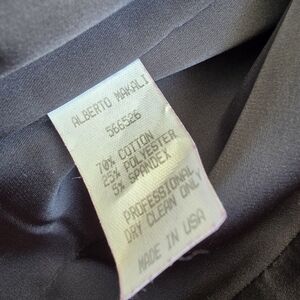 ALBERTO MAKALI
566526
70% COTTON
25% POLYESTER
5% SPANDEX
PROFESSIONAL
DRY CLEAN ONLY
MADE IN USA